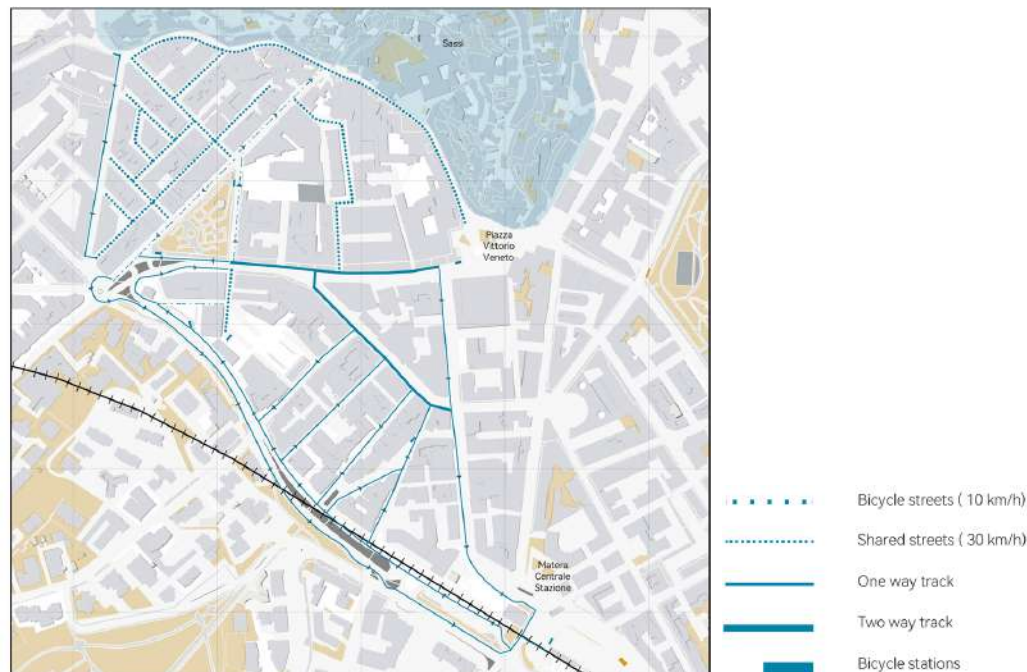 Sassi
Piazza
Vittorio
Veneto
Matera
Centrale
Stazione
Bicycle streets ( 10 km/h)
Shared streets ( 30 km/h)
One way track
Two way track
Bicycle stations